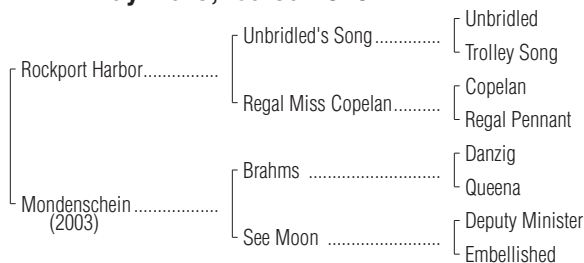 Unbridled
Unbridled's Song..............
Trolley Song
Rockport Harbor................
Copelan
Regal Miss Copelan..........
Regal Pennant
Danzig
Brahms ............................
Queena
Mondenschein..................
(2003)
Deputy Minister
See Moon ........................
Embellished